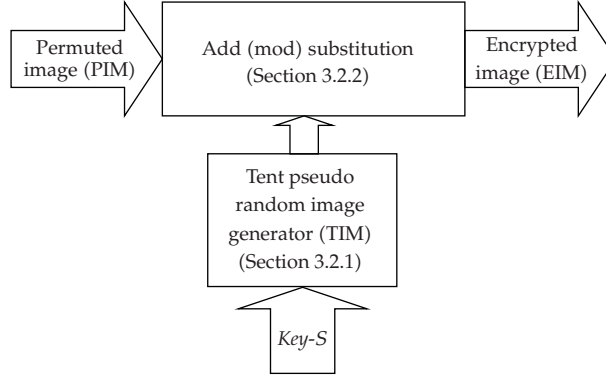 Permuted
image (PIM)
Add (mod) substitution
(Section 3.2.2)
Encrypted
image (EIM)
Tent pseudo
random image
generator (TIM)
(Section 3.2.1)
Key-S